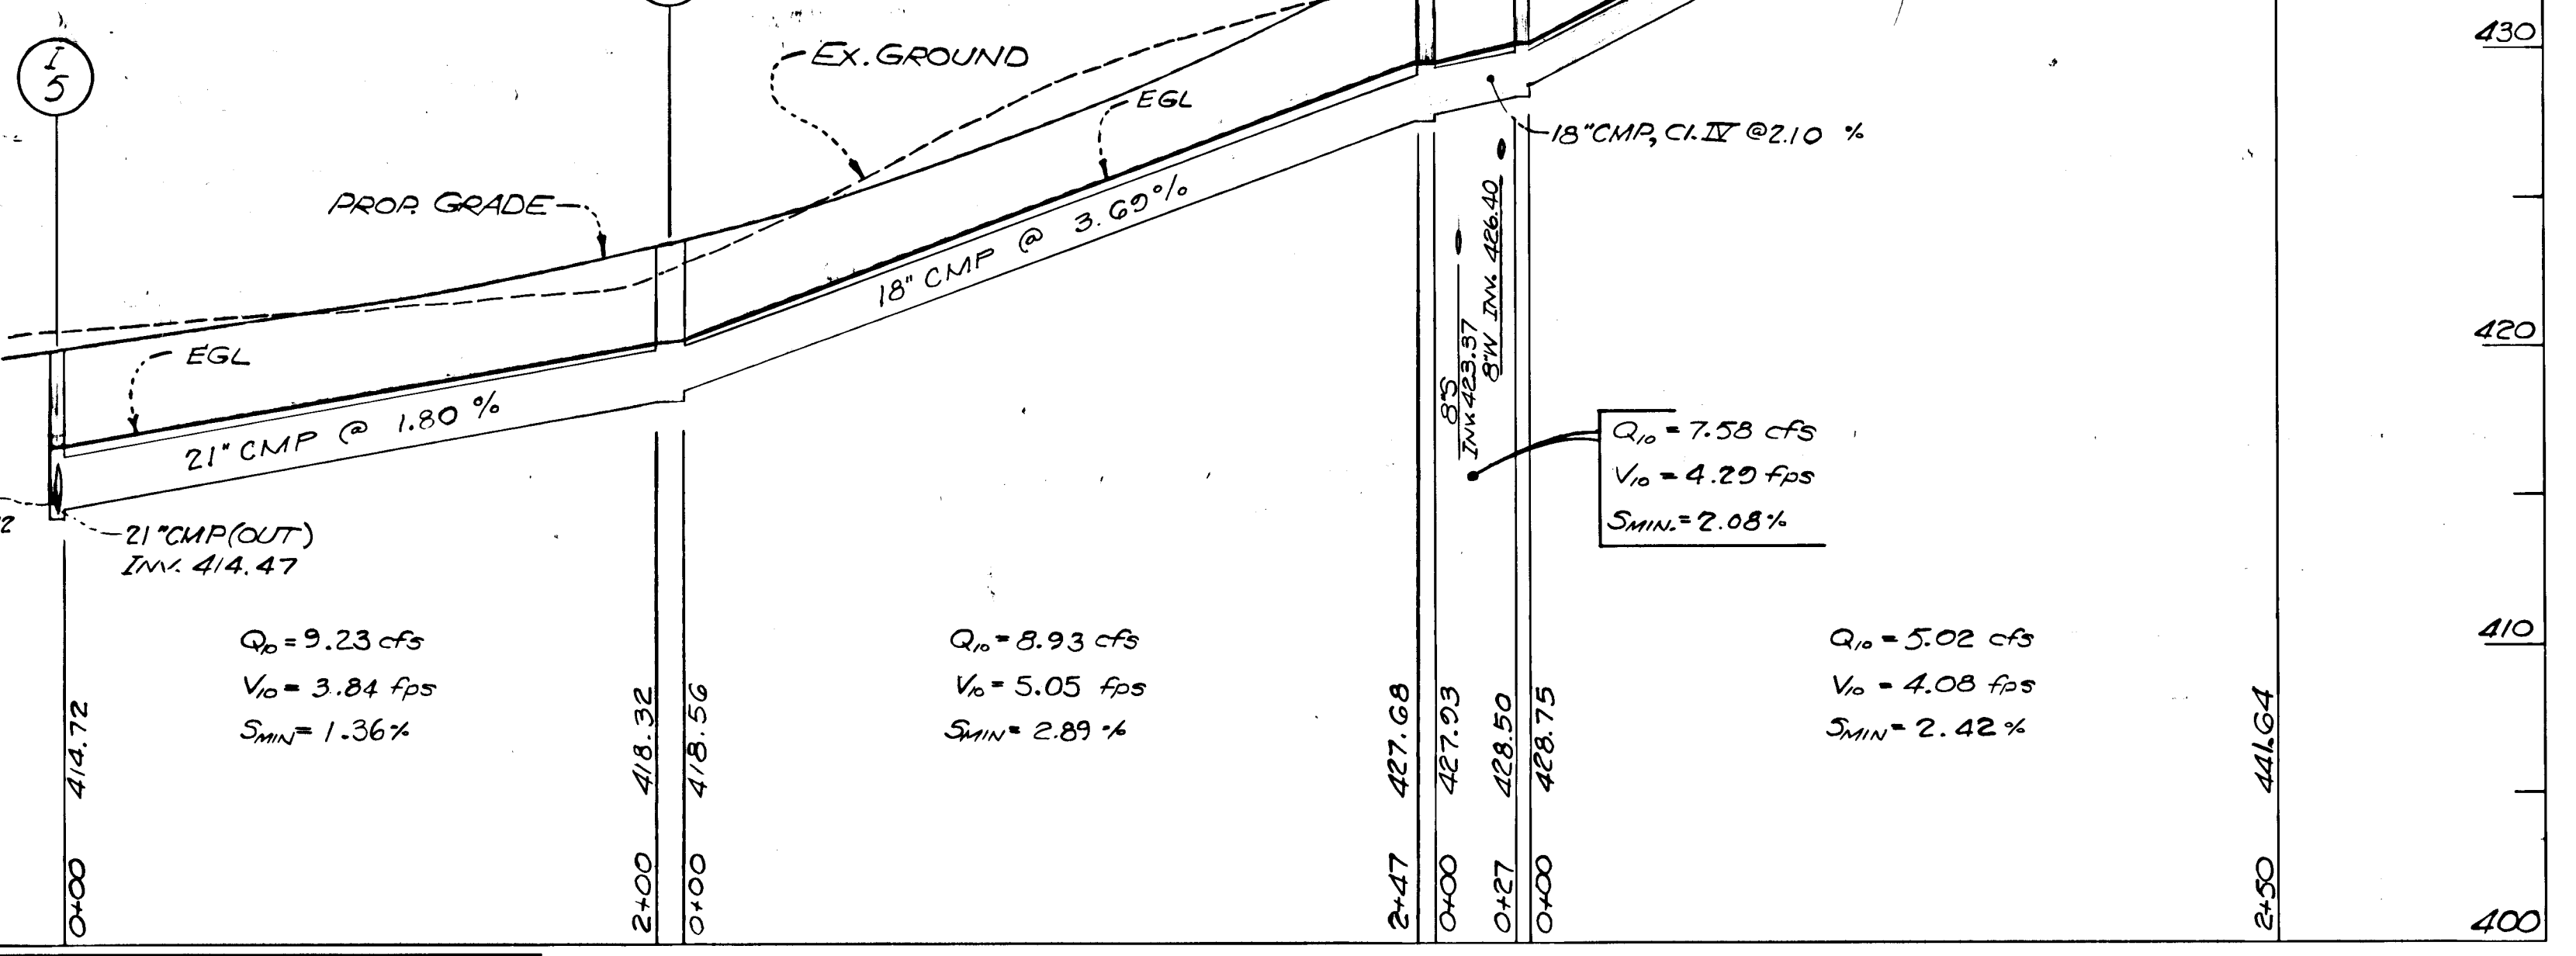 I
5
EX. GROUND
EGL
PROP. GRADE
18" CMP @ 3.69%
18" CMP, Cl. IV @ 2.10 %
8"W INV. 426.40
8"S
INV. 423.37
EGL
21" CMP @ 1.80 %
21" CMP (OUT)
INV. 414.47
2
Q10 = 7.58 cfs
V10 = 4.29 fps
SMIN. = 2.08%
Q10 = 9.23 cfs
V10 = 3.84 fps
SMIN = 1.36%
Q10 = 8.93 cfs
V10 = 5.05 fps
SMIN = 2.89 %
Q10 = 5.02 cfs
V10 = 4.08 fps
SMIN = 2.42 %
0+00 414.72
2+00 418.32
0+00 418.56
2+47 427.68
0+00 427.93
0+27 428.50
0+00 428.75
2+50 441.64
430
420
410
400